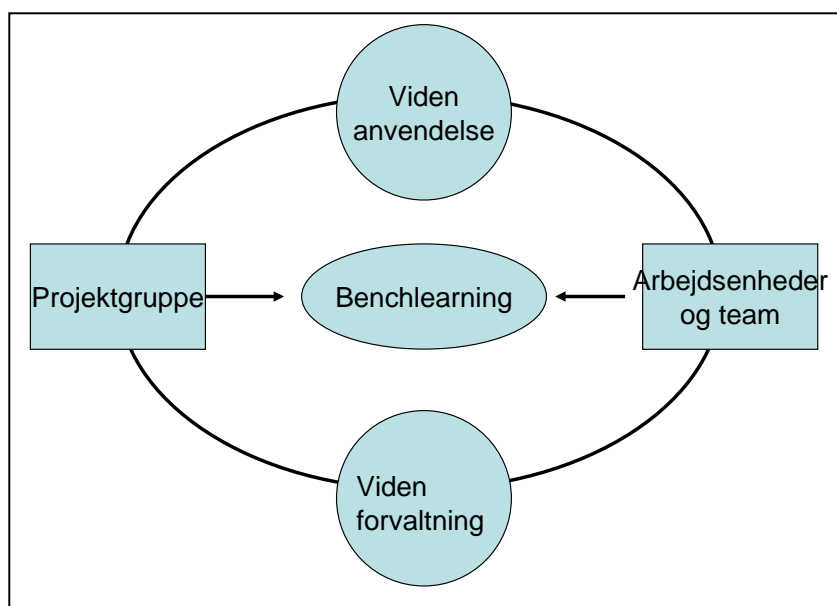 Viden
anvendelse
Projektgruppe
Benchlearning
Arbejdsenheder
og team
Viden
forvaltning